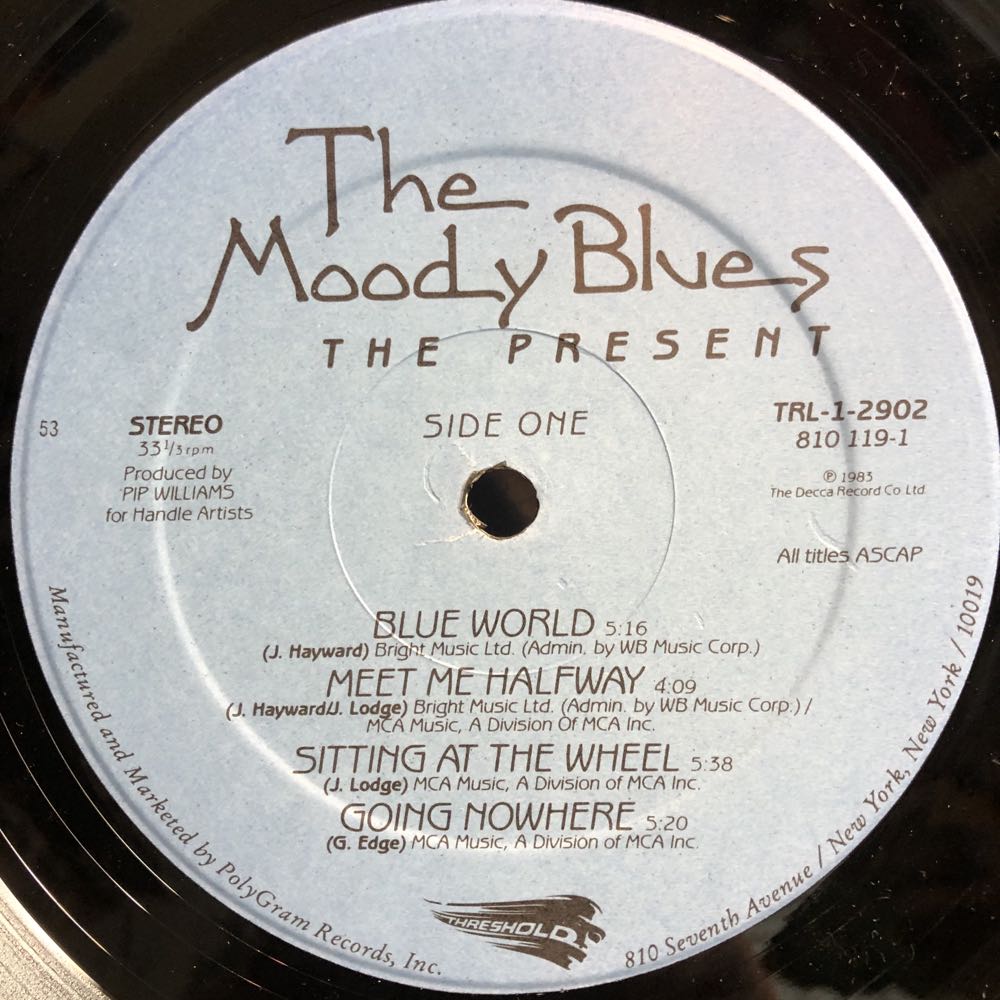 The
Moody Blues
THE PRESENT
53
STEREO
33 1/3 rpm
Produced by
PIP WILLIAMS
for Handle Artists
SIDE ONE
TRL-1-2902
810 119-1
℗ 1983
The Decca Record Co Ltd.
All titles ASCAP
BLUE WORLD 5:16
(J. Hayward) Bright Music Ltd. (Admin. by WB Music Corp.)
MEET ME HALFWAY 4:09
(J. Hayward/J. Lodge) Bright Music Ltd. (Admin. by WB Music Corp.) /
MCA Music, A Division Of MCA Inc.
SITTING AT THE WHEEL 5:38
(J. Lodge) MCA Music, A Division of MCA Inc.
GOING NOWHERE 5:20
(G. Edge) MCA Music, A Division of MCA Inc.
THRESHOLD
Manufactured and Marketed by PolyGram Records, Inc.
810 Seventh Avenue / New York, New York / 10019